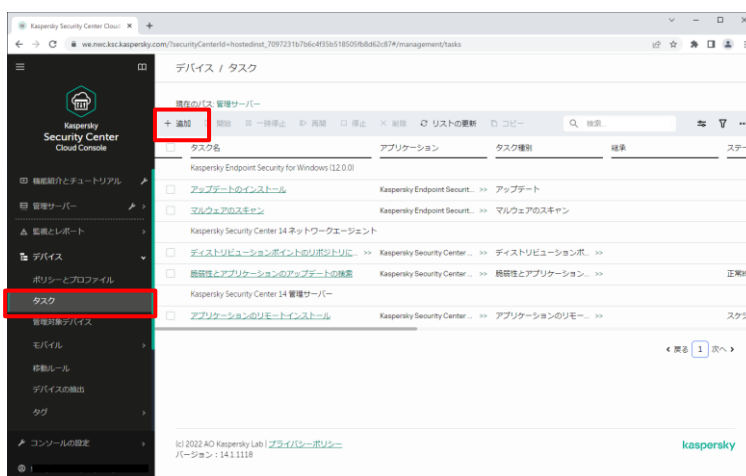 Kaspersky Security Center Cloud
we.nwc.ksc.kaspersky.com/?securityCenterId=hostedinst_7097231b7b6c4f35b518505fb8d62c87#/management/tasks
デバイス / タスク
現在のパス: 管理サーバー
+ 追加
開始
一時停止
再開
停止
削除
リストの更新
コピー
検索...
タスク名 アプリケーション タスク種別 継承 ステー
Kaspersky Endpoint Security for Windows (12.0.0)
アップデートのインストール Kaspersky Endpoint Securit... >> アップデート
マルウェアのスキャン Kaspersky Endpoint Securit... >> マルウェアのスキャン
Kaspersky Security Center 14 ネットワークエージェント
ディストリビューションポイントのリポジトリに... >> Kaspersky Security Center ... >> ディストリビューションポ... >>
脆弱性とアプリケーションのアップデートの検索 Kaspersky Security Center ... >> 脆弱性とアプリケーション... >> 正常
Kaspersky Security Center 14 管理サーバー
アプリケーションのリモートインストール Kaspersky Security Center ... >> アプリケーションのリモー... >> スケジ
戻る 1 次へ
(c) 2022 AO Kaspersky Lab | プライバシーポリシー
バージョン : 14.1.1118
kaspersky
Kaspersky
Security Center
Cloud Console
機能紹介とチュートリアル
管理サーバー
監視とレポート
デバイス
ポリシーとプロファイル
タスク
管理対象デバイス
モバイル
移動ルール
デバイスの抽出
タグ
コンソールの設定